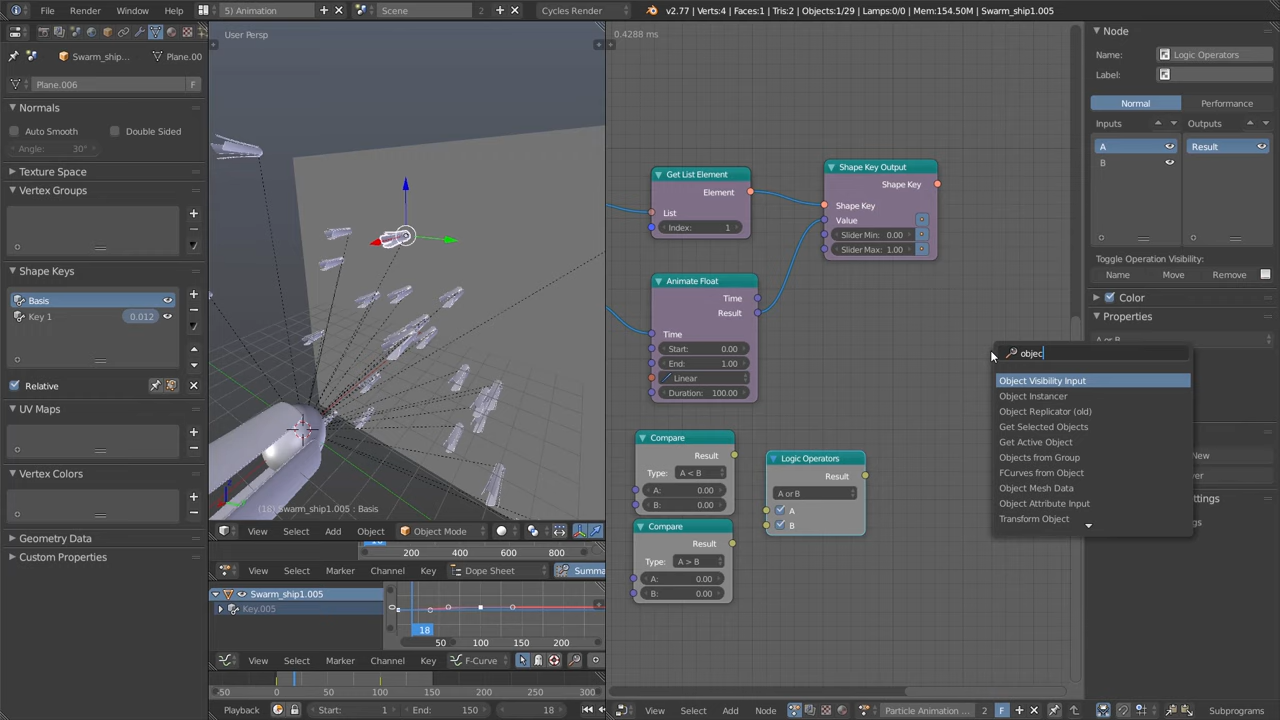 File Render Window Help 5) Animation Scene 2 Cycles Render v2.77 | Verts:4 | Faces:1 | Tris:2 | Objects:1/29 | Lamps:0/0 | Mem:154.50M | Swarm_ship1.005
Swarm_ship... Plane.00
Plane.006 F
Normals
Auto Smooth Double Sided
Angle: 30°
Texture Space
Vertex Groups
Shape Keys
Basis
Key 1 0.012
Relative
UV Maps
Vertex Colors
Geometry Data
Custom Properties
User Persp
(18) Swarm_ship1.005 : Basis
View Select Add Object Object Mode
200 400 600 800 1000
View Select Marker Channel Key Dope Sheet Summa
Swarm_ship1.005
Key.005
18
50 100 150 200
View Select Marker Channel Key F-Curve
-50 0 50 100 150 200 250 300
Playback Start: 1 End: 150 18
0.4288 ms
Get List Element
Element
List
Index: 1
Shape Key Output
Shape Key
Shape Key
Value
Slider Min: 0.00
Slider Max: 1.00
Animate Float
Time
Result
Time
Start: 0.00
End: 1.00
Linear
Duration: 100.00
Compare
Result
Type: A < B
A: 0.00
B: 0.00
Compare
Result
Type: A > B
A: 0.00
B: 0.00
Logic Operators
Result
A or B
A
B
objec
Object Visibility Input
Object Instancer
Object Replicator (old)
Get Selected Objects
Get Active Object
Objects from Group
FCurves from Object
Object Mesh Data
Object Attribute Input
Transform Object
View Select Add Node Particle Animation ... 2 F Subprograms
Node
Name: Logic Operators
Label:
Normal Performance
Inputs Outputs
A Result
B
Toggle Operation Visibility:
Name Move Remove
Color
Properties
A or B